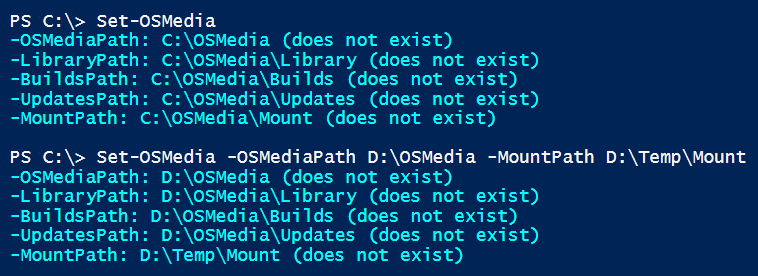 PS C:\> Set-OSMedia
-OSMediaPath: C:\OSMedia (does not exist)
-LibraryPath: C:\OSMedia\Library (does not exist)
-BuildsPath: C:\OSMedia\Builds (does not exist)
-UpdatesPath: C:\OSMedia\Updates (does not exist)
-MountPath: C:\OSMedia\Mount (does not exist)
PS C:\> Set-OSMedia -OSMediaPath D:\OSMedia -MountPath D:\Temp\Mount
-OSMediaPath: D:\OSMedia (does not exist)
-LibraryPath: D:\OSMedia\Library (does not exist)
-BuildsPath: D:\OSMedia\Builds (does not exist)
-UpdatesPath: D:\OSMedia\Updates (does not exist)
-MountPath: D:\Temp\Mount (does not exist)